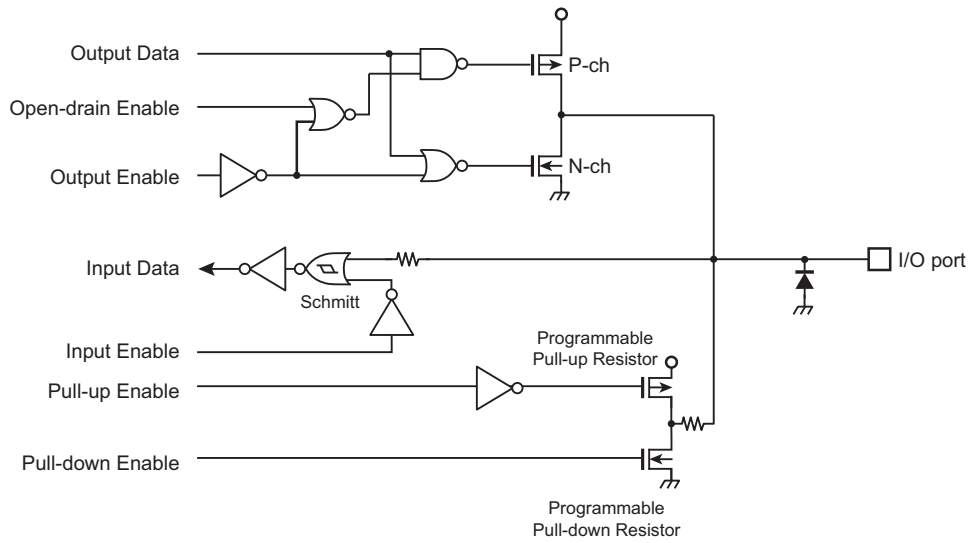 Output Data
P-ch
Open-drain Enable
N-ch
Output Enable
Input Data
I/O port
Schmitt
Programmable
Pull-up Resistor
Input Enable
Pull-up Enable
Pull-down Enable
Programmable
Pull-down Resistor